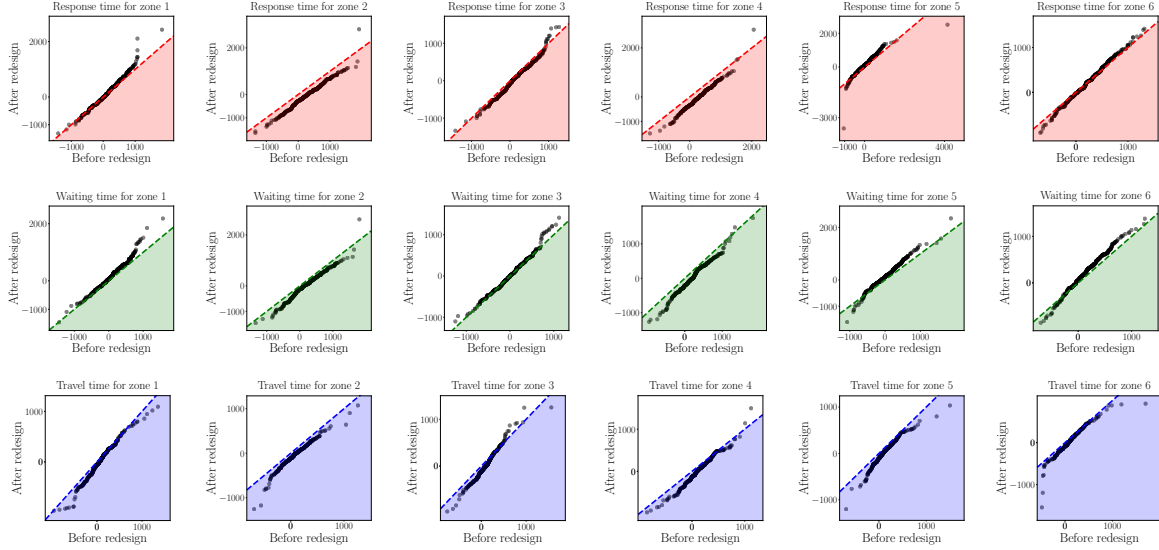 Response time for zone 1
After redesign
2000
0
−1000
−1000
0
1000
Before redesign
Response time for zone 2
After redesign
2000
0
−1000
−1000
0
1000
Before redesign
Response time for zone 3
After redesign
1000
0
−1000
−1000
0
1000
Before redesign
Response time for zone 4
After redesign
2000
0
−1000
−1000
0
2000
Before redesign
Response time for zone 5
After redesign
2000
0
−3000
−1000
0
4000
Before redesign
Response time for zone 6
After redesign
1000
0
0
1000
Before redesign
Waiting time for zone 1
After redesign
2000
0
−1000
−1000
0
1000
Before redesign
Waiting time for zone 2
After redesign
2000
0
−1000
−1000
0
1000
Before redesign
Waiting time for zone 3
After redesign
1000
0
−1000
−1000
0
1000
Before redesign
Waiting time for zone 4
After redesign
1000
0
−1000
0
1000
Before redesign
Waiting time for zone 5
After redesign
2000
0
−1000
−1000
0
2000
Before redesign
Waiting time for zone 6
After redesign
1000
0
0
1000
Before redesign
Travel time for zone 1
After redesign
1000
0
0
1000
Before redesign
Travel time for zone 2
After redesign
1000
0
−1000
0
1000
Before redesign
Travel time for zone 3
After redesign
1000
0
0
1000
Before redesign
Travel time for zone 4
After redesign
1000
0
0
1000
Before redesign
Travel time for zone 5
After redesign
1000
0
−1000
0
1000
Before redesign
Travel time for zone 6
After redesign
0
−1000
0
1000
Before redesign